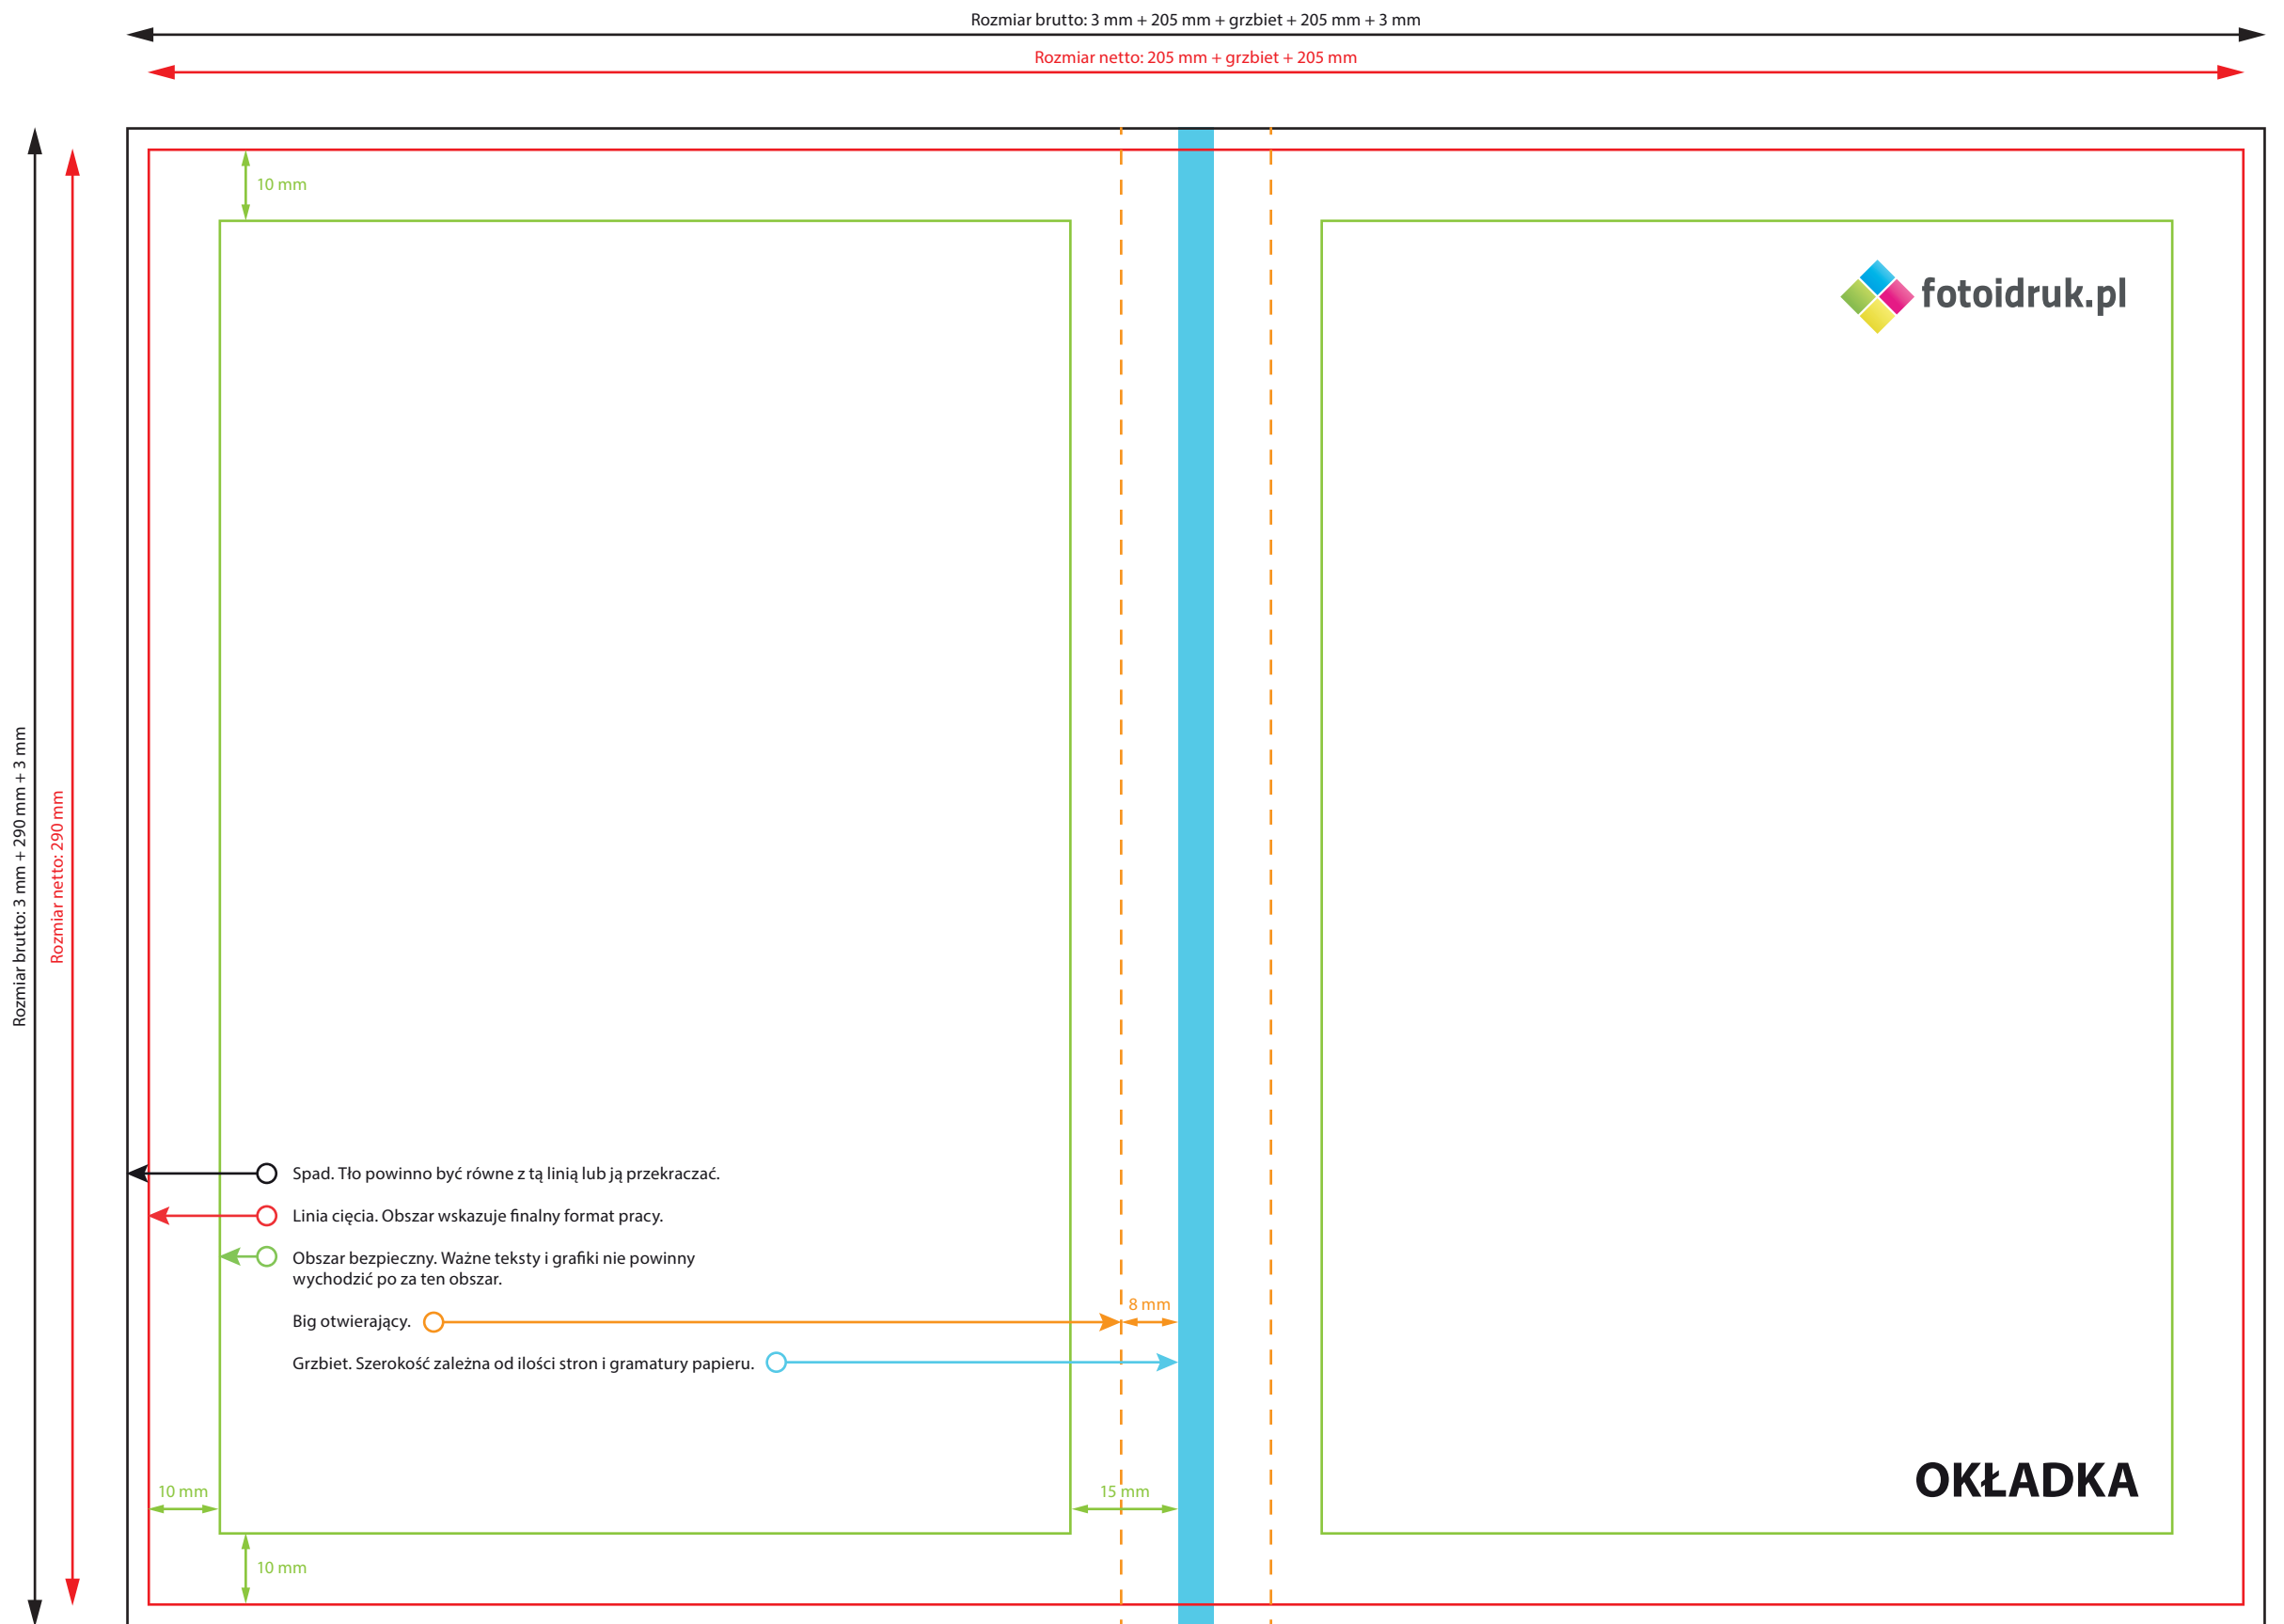 Rozmiar brutto: 3 mm + 205 mm + grzbiet + 205 mm + 3 mm
Rozmiar netto: 205 mm + grzbiet + 205 mm
Rozmiar brutto: 3 mm + 290 mm + 3 mm
Rozmiar netto: 290 mm
10 mm
fotoidruk.pl
Spad. Tło powinno być równe z tą linią lub ją przekraczać.
Linia cięcia. Obszar wskazuje finalny format pracy.
Obszar bezpieczny. Ważne teksty i grafiki nie powinny
wychodzić po za ten obszar.
8 mm
Big otwierający.
Grzbiet. Szerokość zależna od ilości stron i gramatury papieru.
10 mm
15 mm
OKŁADKA
10 mm